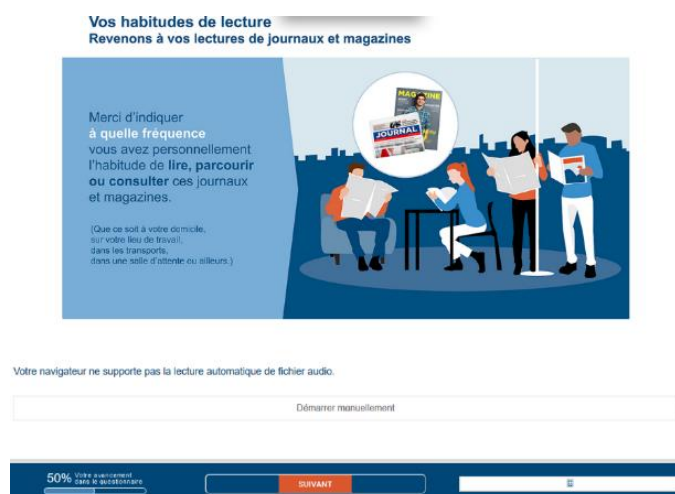 Vos habitudes de lecture
Revenons à vos lectures de journaux et magazines
Merci d'indiquer
à quelle fréquence
vous avez personnellement
l'habitude de lire, parcourir
ou consulter ces journaux
et magazines.
(Que ce soit à votre domicile,
sur votre lieu de travail,
dans les transports,
dans une salle d'attente ou ailleurs.)
MAGAZINE
JOURNAL
Votre navigateur ne supporte pas la lecture automatique de fichier audio.
Démarrer manuellement
50% Votre avancement
dans le questionnaire
SUIVANT